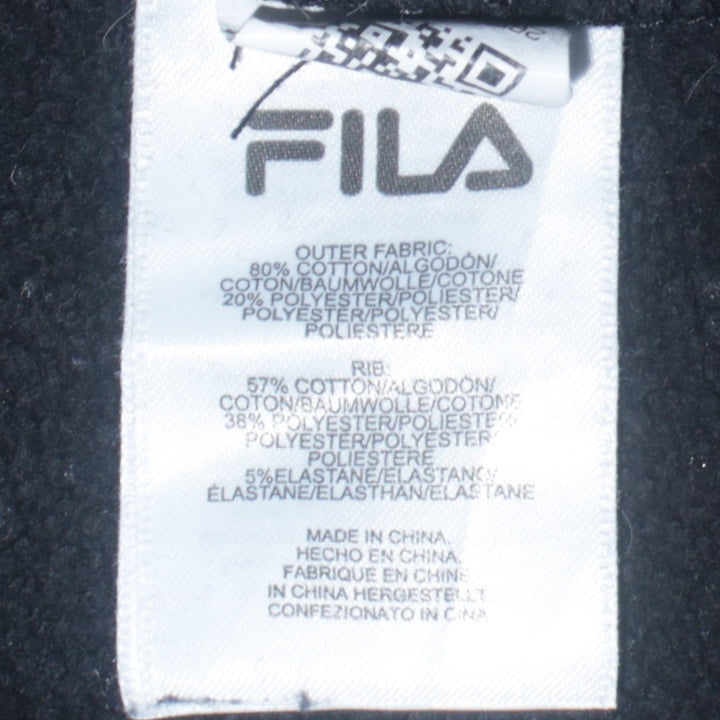 FILA
OUTER FABRIC:
80% COTTON/ALGODÓN/
COTON/BAUMWOLLE/COTONE
20% POLYESTER/POLIESTER/
POLYESTER/POLYESTER/
POLIESTERE
RIB:
57% COTTON/ALGODÓN/
COTON/BAUMWOLLE/COTONE
38% POLYESTER/POLIESTER/
POLYESTER/POLYESTER/
POLIESTERE
5%ELASTANE/ELASTANO/
ÉLASTANE/ELASTHAN/ELASTANE
MADE IN CHINA.
HECHO EN CHINA.
FABRIQUE EN CHINE
IN CHINA HERGESTELLT.
CONFEZIONATO IN CINA